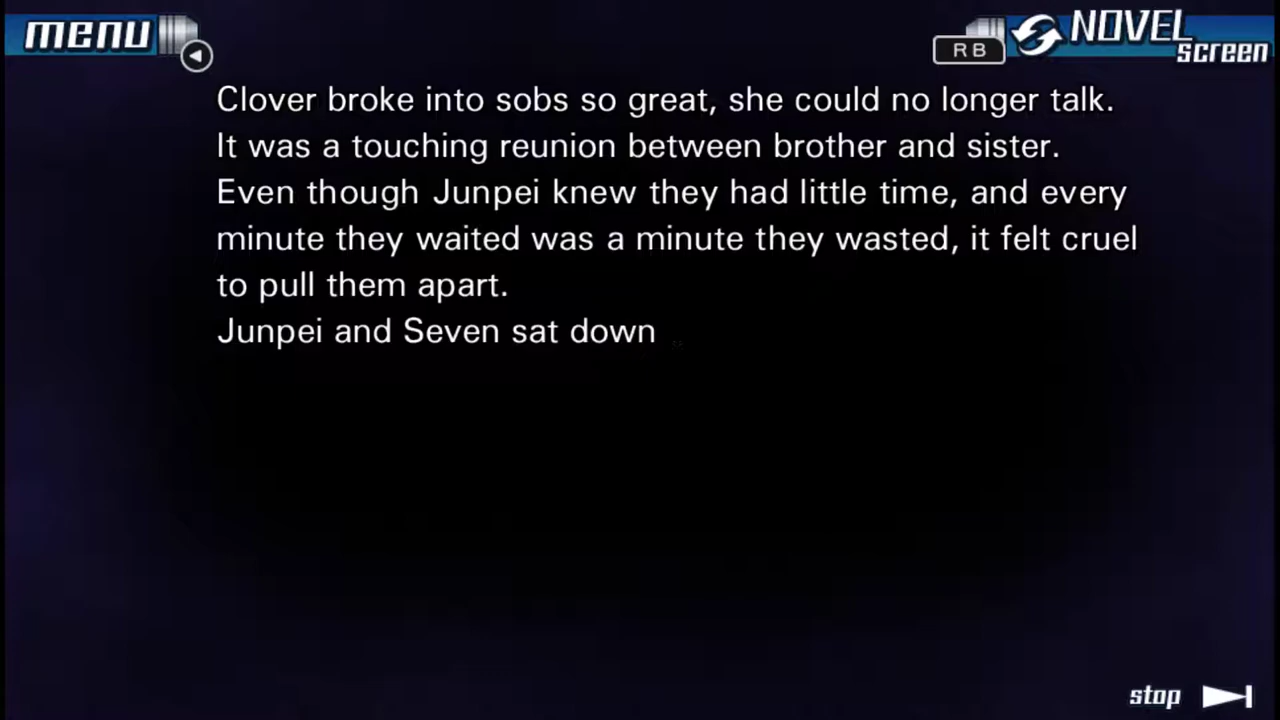 menu
RB
NOVEL
screen
Clover broke into sobs so great, she could no longer talk.
It was a touching reunion between brother and sister.
Even though Junpei knew they had little time, and every
minute they waited was a minute they wasted, it felt cruel
to pull them apart.
Junpei and Seven sat down
stop